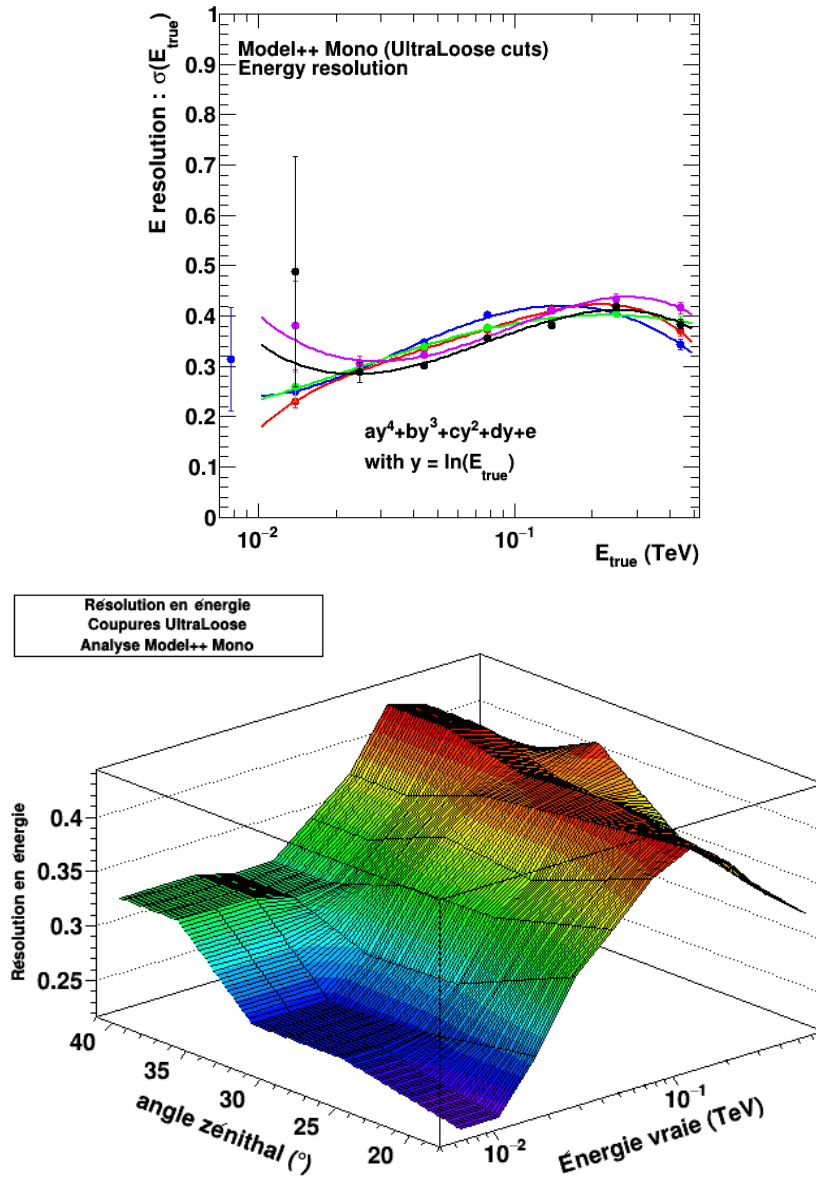 Model++ Mono (UltraLoose cuts)
Energy resolution
E resolution : σ(E_true)
1
0.9
0.8
0.7
0.6
0.5
0.4
0.3
0.2
0.1
0
ay⁴+by³+cy²+dy+e
with y = ln(E_true)
10⁻²
10⁻¹
E_true (TeV)
Résolution en énergie
Coupures UltraLoose
Analyse Model++ Mono
Résolution en énergie
0.4
0.35
0.3
0.25
40
35
30
25
20
angle zénithal (°)
10⁻²
10⁻¹
Énergie vraie (TeV)